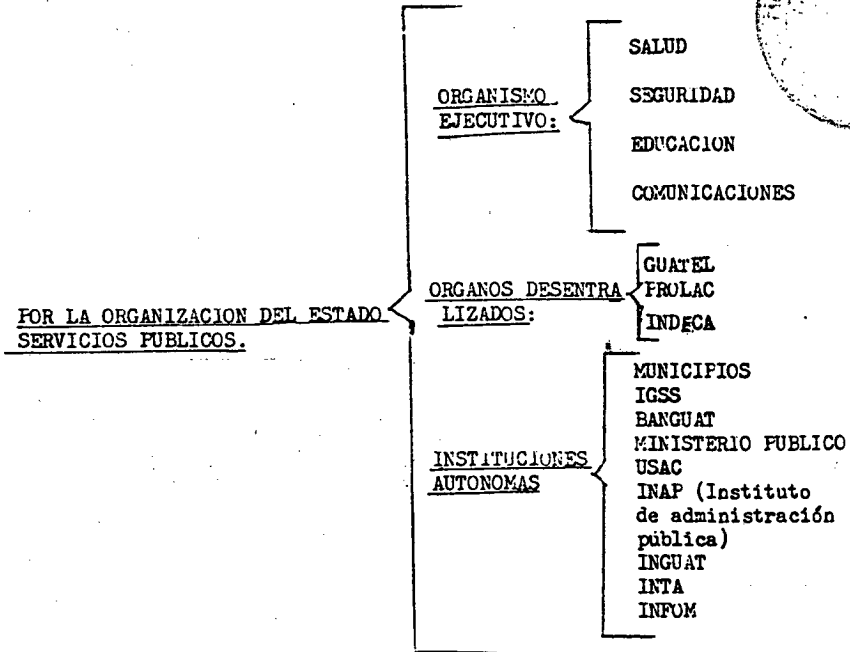 ORGANISMO
EJECUTIVO:
SALUD
SEGURIDAD
EDUCACION
COMUNICACIONES
POR LA ORGANIZACION DEL ESTADO
SERVICIOS PUBLICOS.
ORGANOS DESENTRA
LIZADOS:
GUATEL
PROLAC
INDECA
INSTITUCIONES
AUTONOMAS
MUNICIPIOS
IGSS
BANGUAT
MINISTERIO PUBLICO
USAC
INAP (Instituto
de administración
pública)
INGUAT
INTA
INFOM